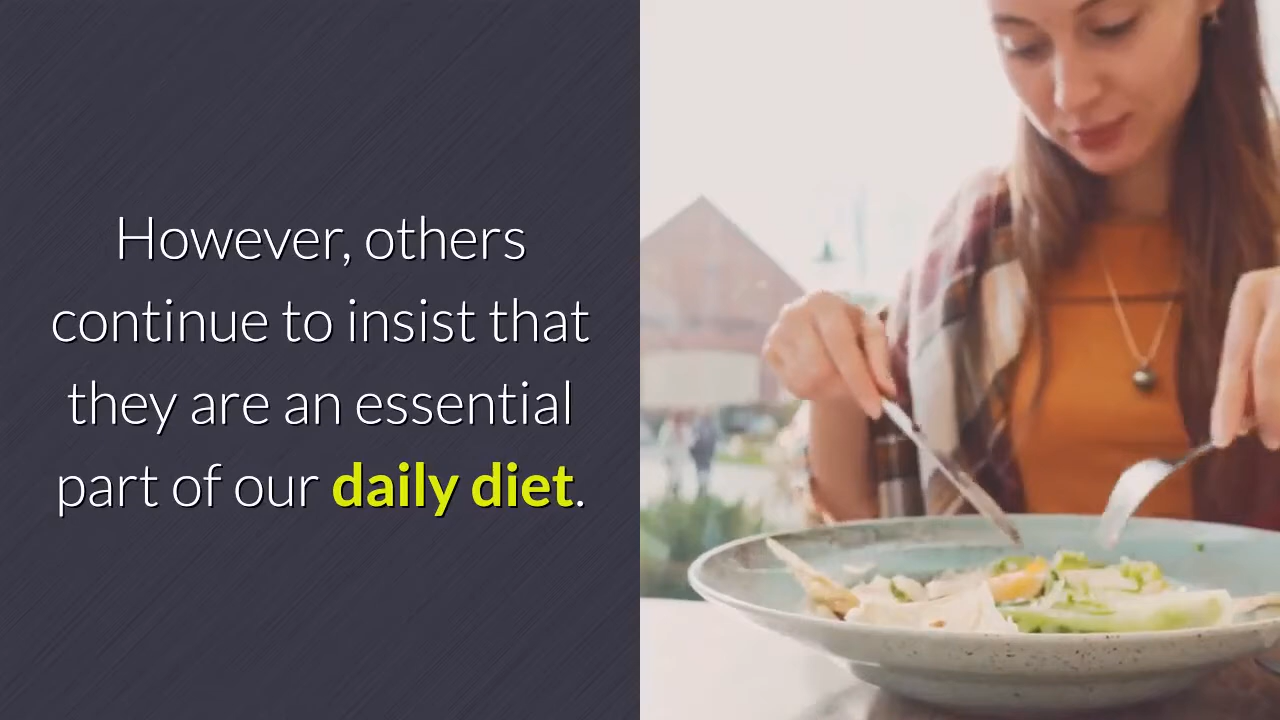 However, others
continue to insist that
they are an essential
part of our daily diet.